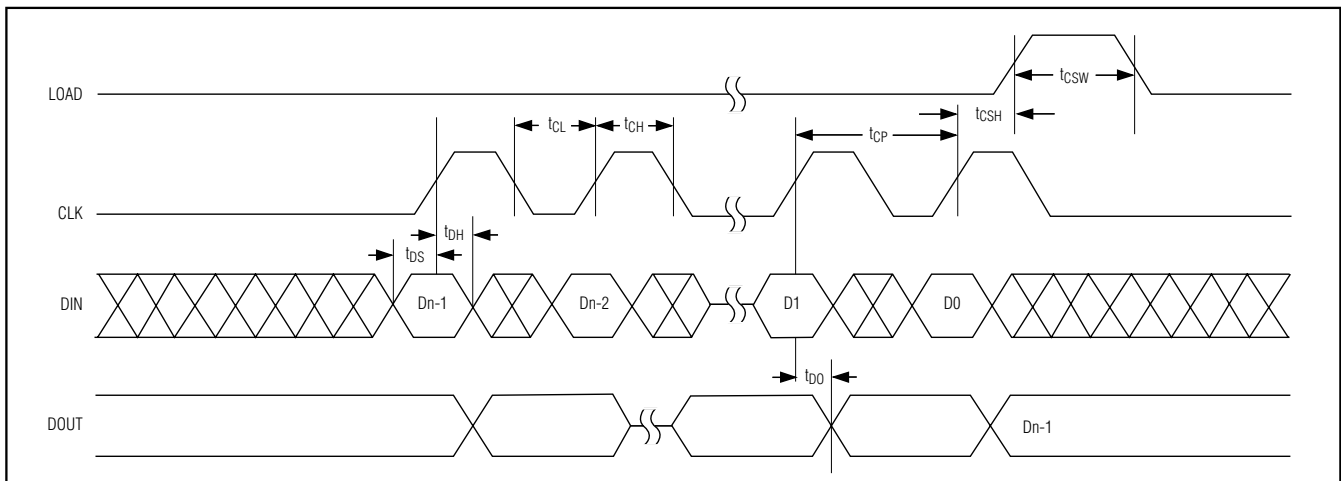 LOAD
tCSW
tCSH
tCL
tCH
tCP
CLK
tDS
tDH
DIN
Dn-1
Dn-2
D1
D0
tD0
DOUT
Dn-1